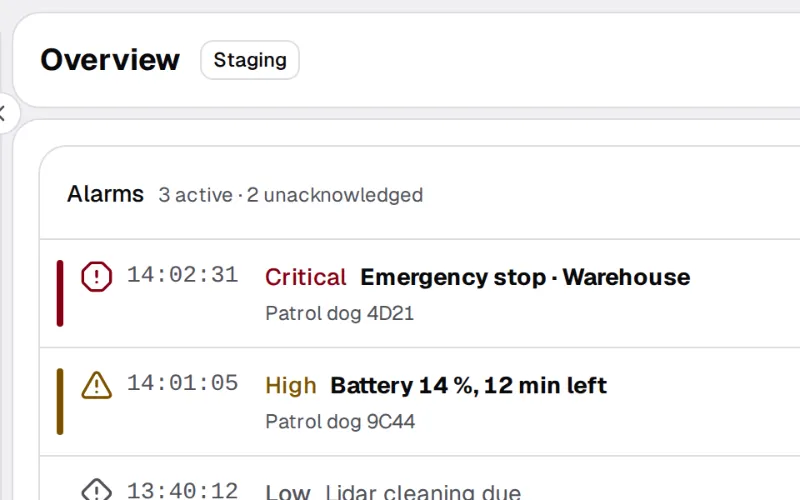 Overview Staging
Alarms 3 active · 2 unacknowledged
14:02:31 Critical Emergency stop · Warehouse
Patrol dog 4D21
14:01:05 High Battery 14 %, 12 min left
Patrol dog 9C44
13:40:12 Low Lidar cleaning due